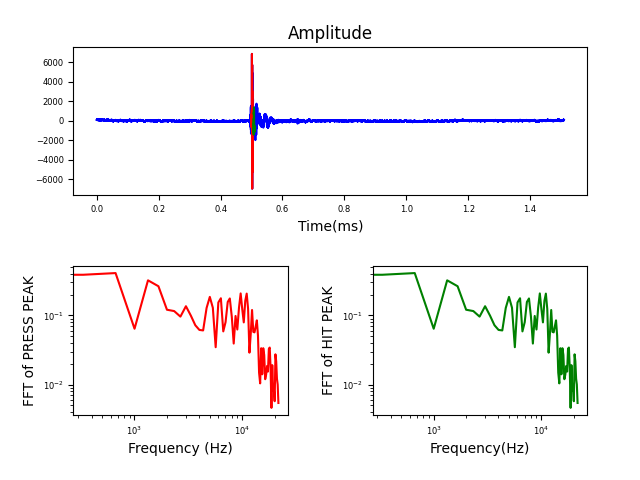 Amplitude
6000
4000
2000
0
−2000
−4000
−6000
0.0 0.2 0.4 0.6 0.8 1.0 1.2 1.4
Time(ms)
FFT of PRESS PEAK
10⁻¹
10⁻²
10³ 10⁴
Frequency (Hz)
FFT of HIT PEAK
10⁻¹
10⁻²
10³ 10⁴
Frequency(Hz)